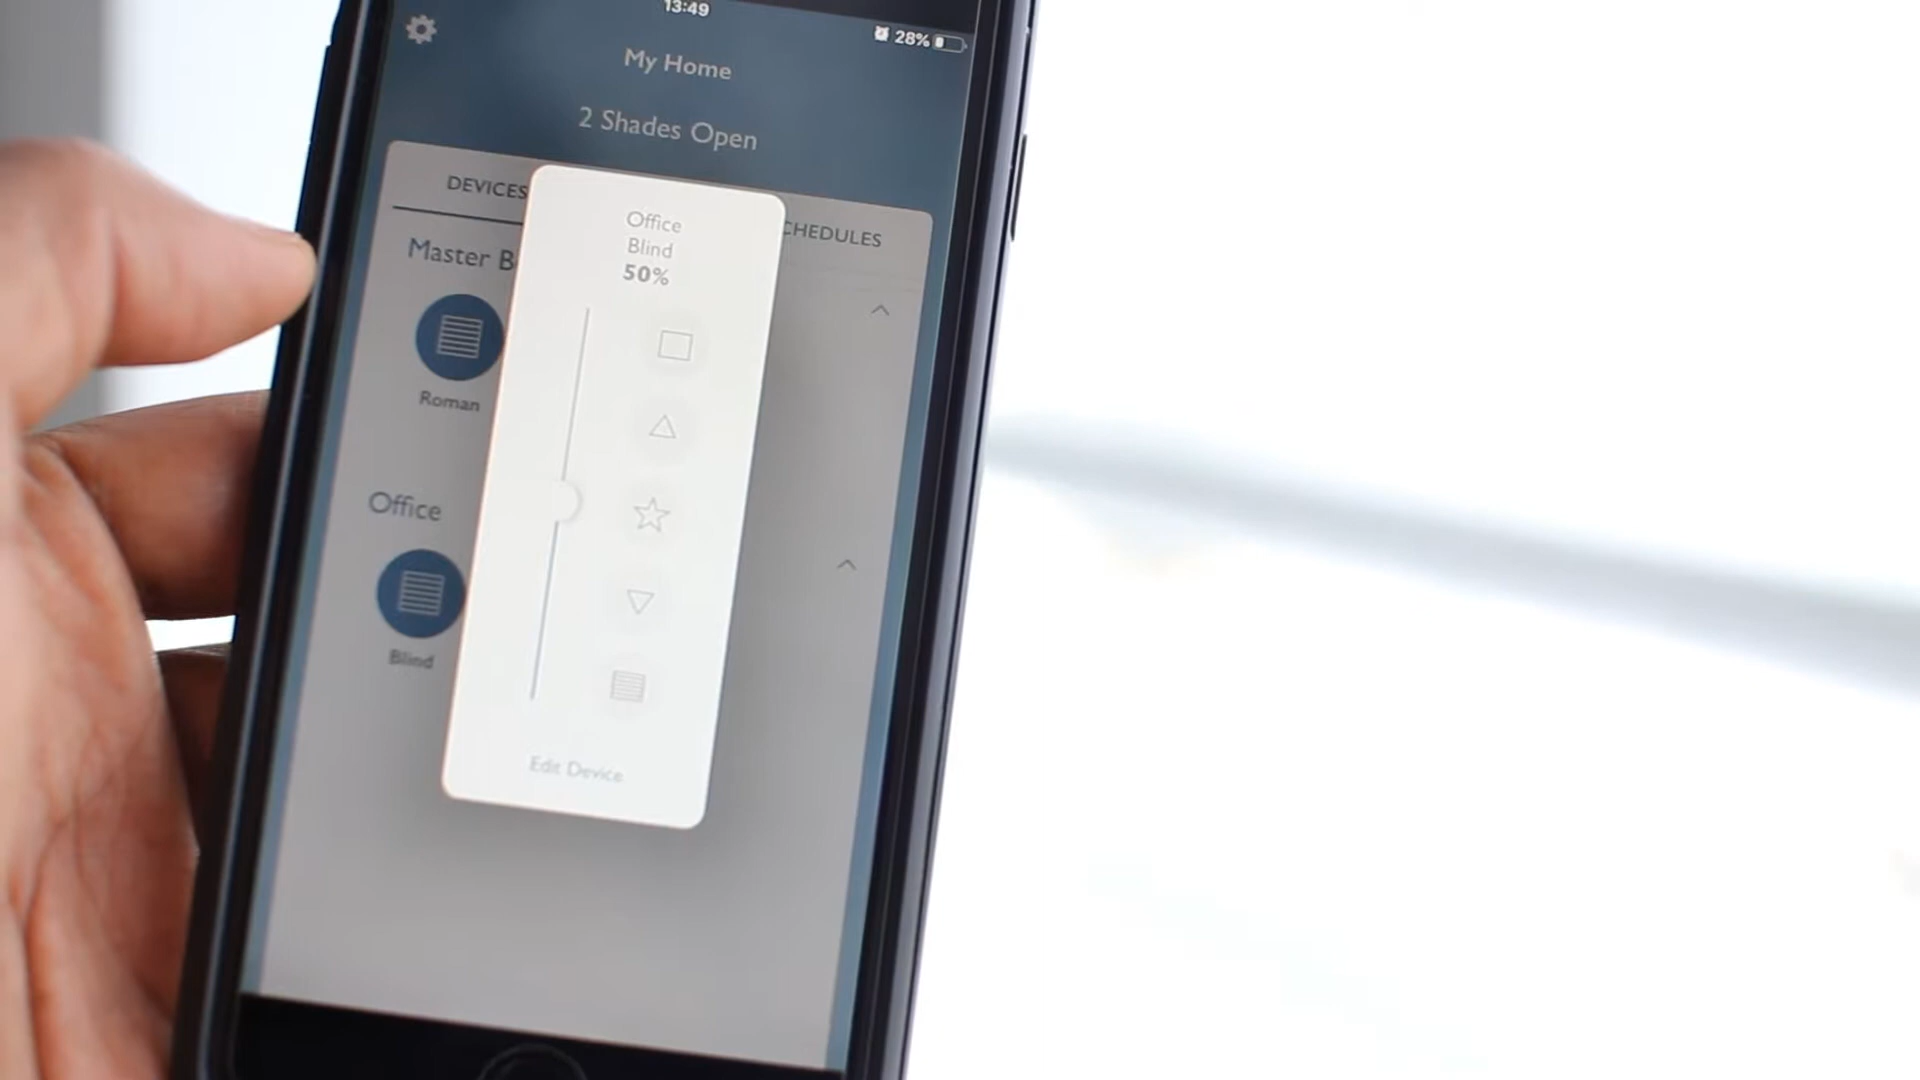 13:49
28%
My Home
2 Shades Open
DEVICES
CHEDULES
Master B
Roman
Office
Blind
Office
Blind
50%
Edit Device